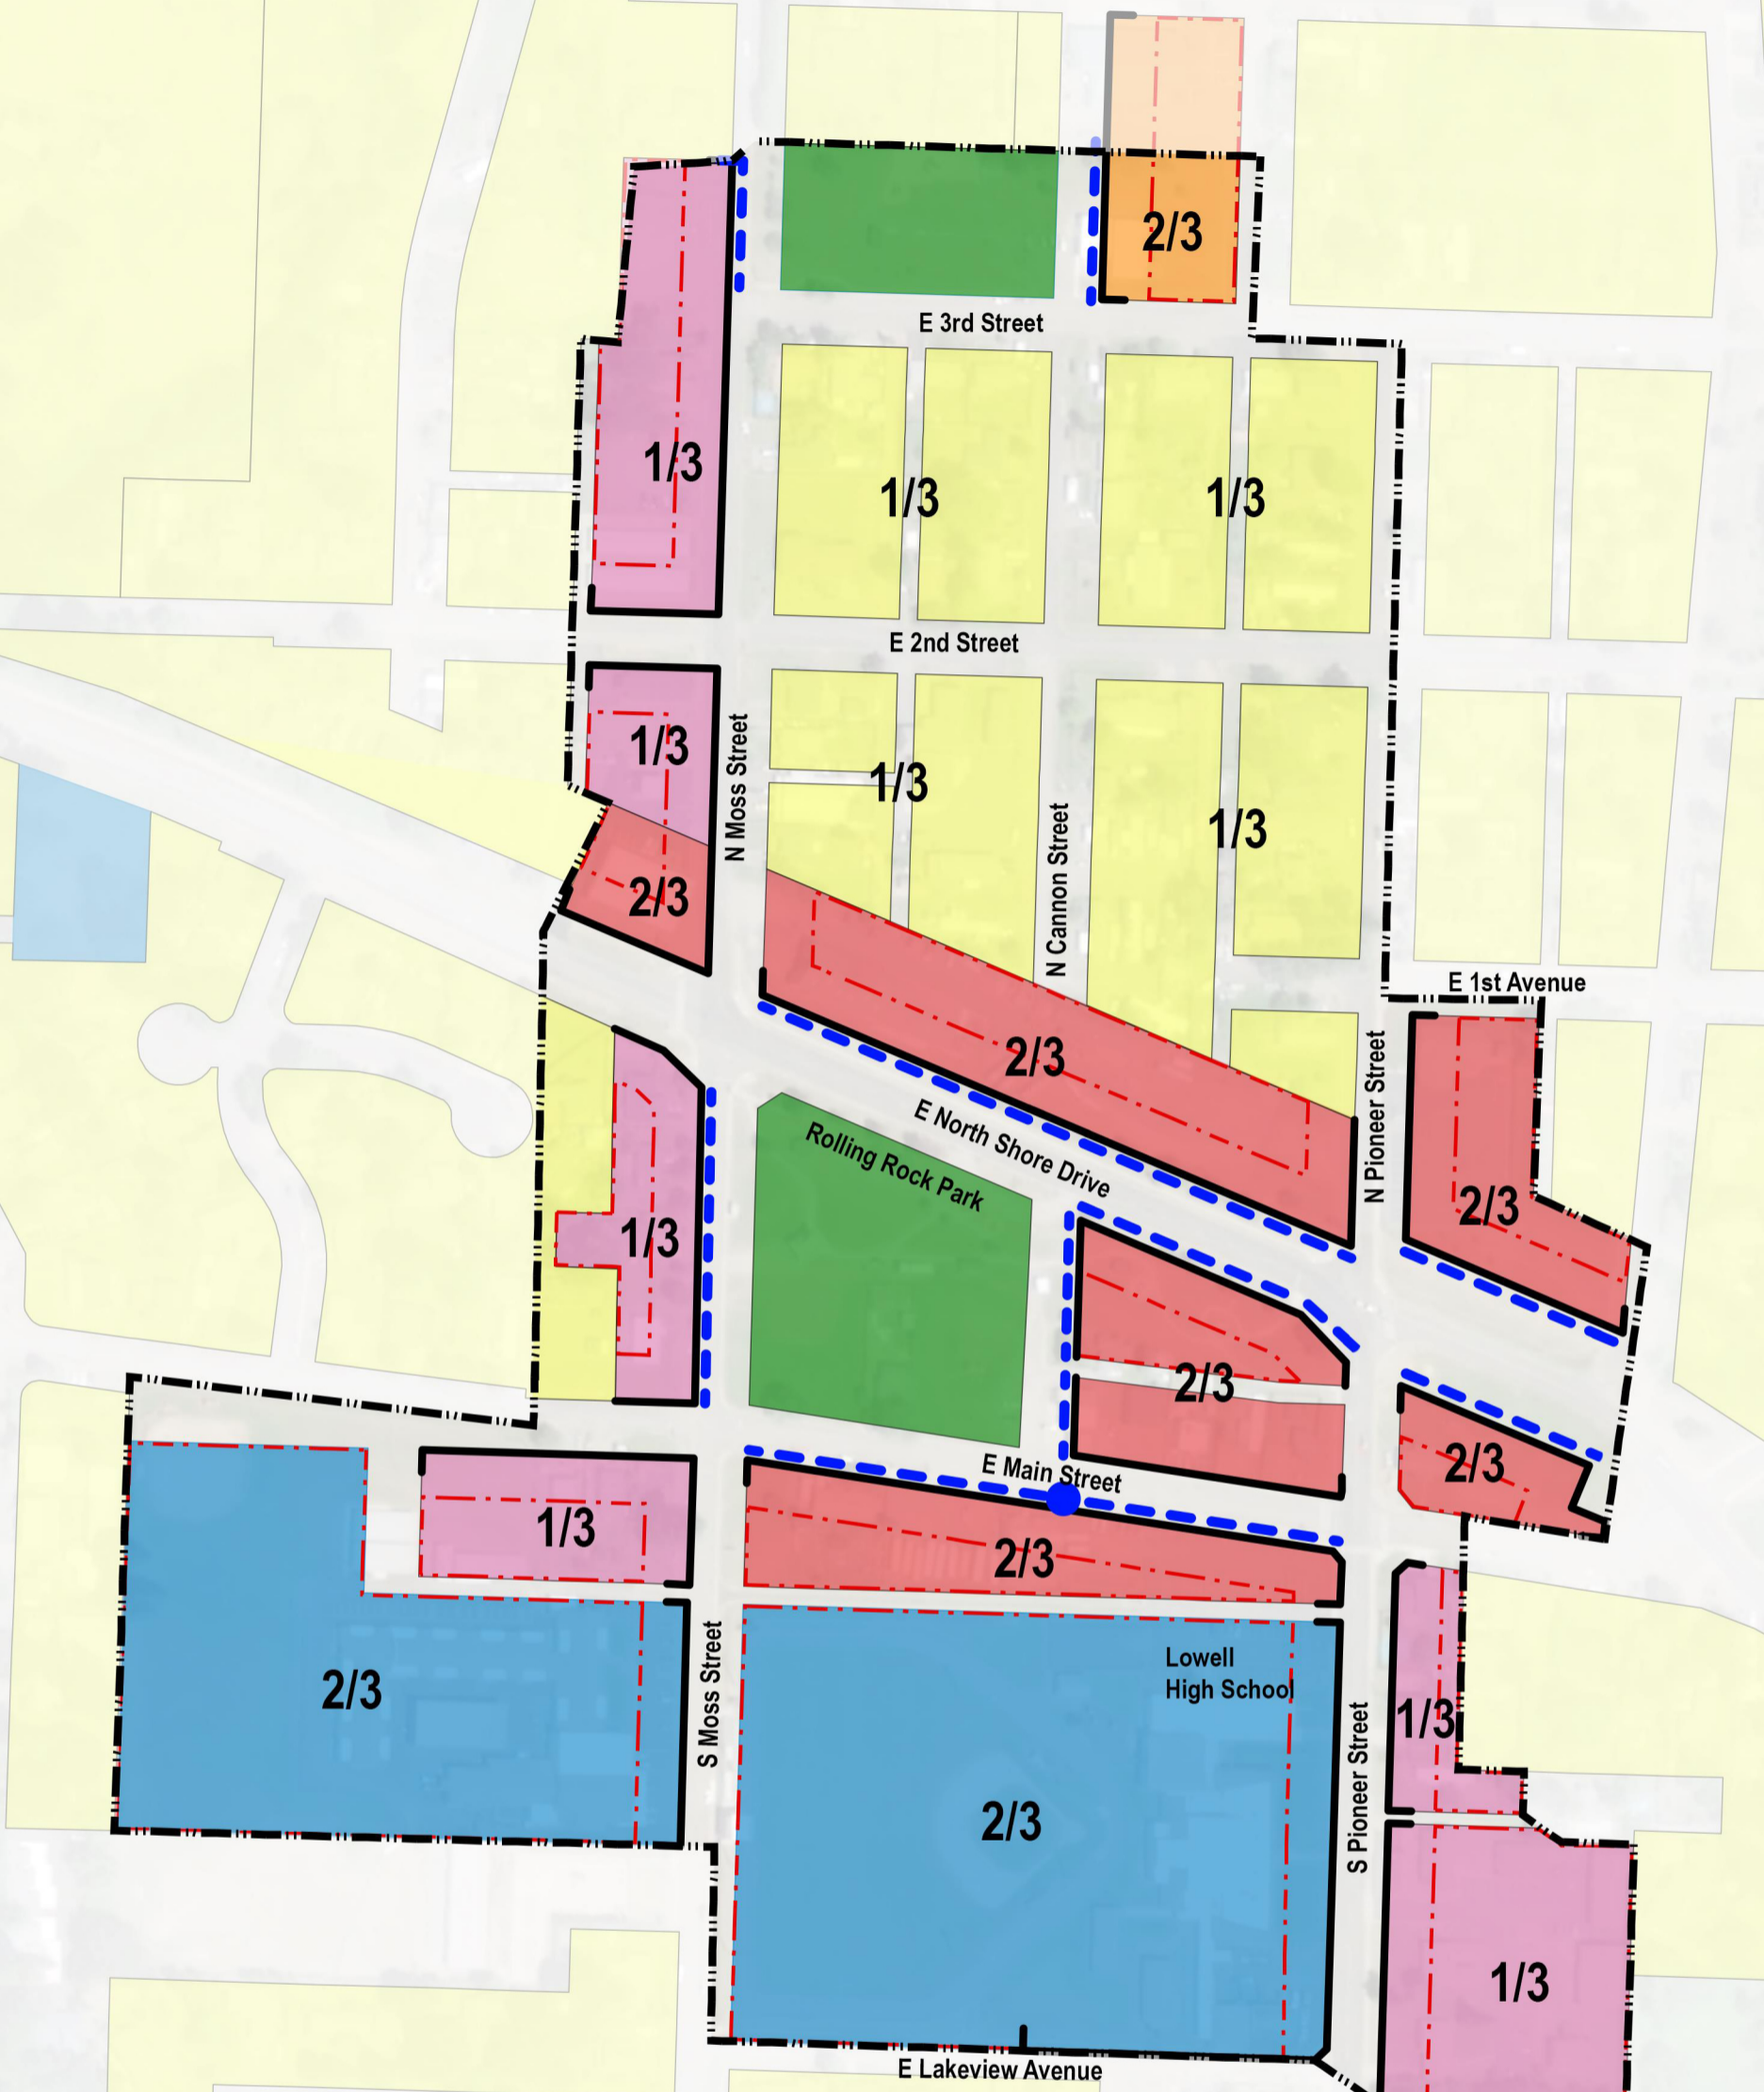 2/3
E 3rd Street
1/3
1/3
1/3
E 2nd Street
1/3
N Moss Street
1/3
1/3
2/3
N Cannon Street
E 1st Avenue
2/3
N Pioneer Street
E North Shore Drive
Rolling Rock Park
2/3
1/3
2/3
E Main Street
2/3
1/3
2/3
Lowell
High School
2/3
S Moss Street
1/3
S Pioneer Street
2/3
1/3
E Lakeview Avenue